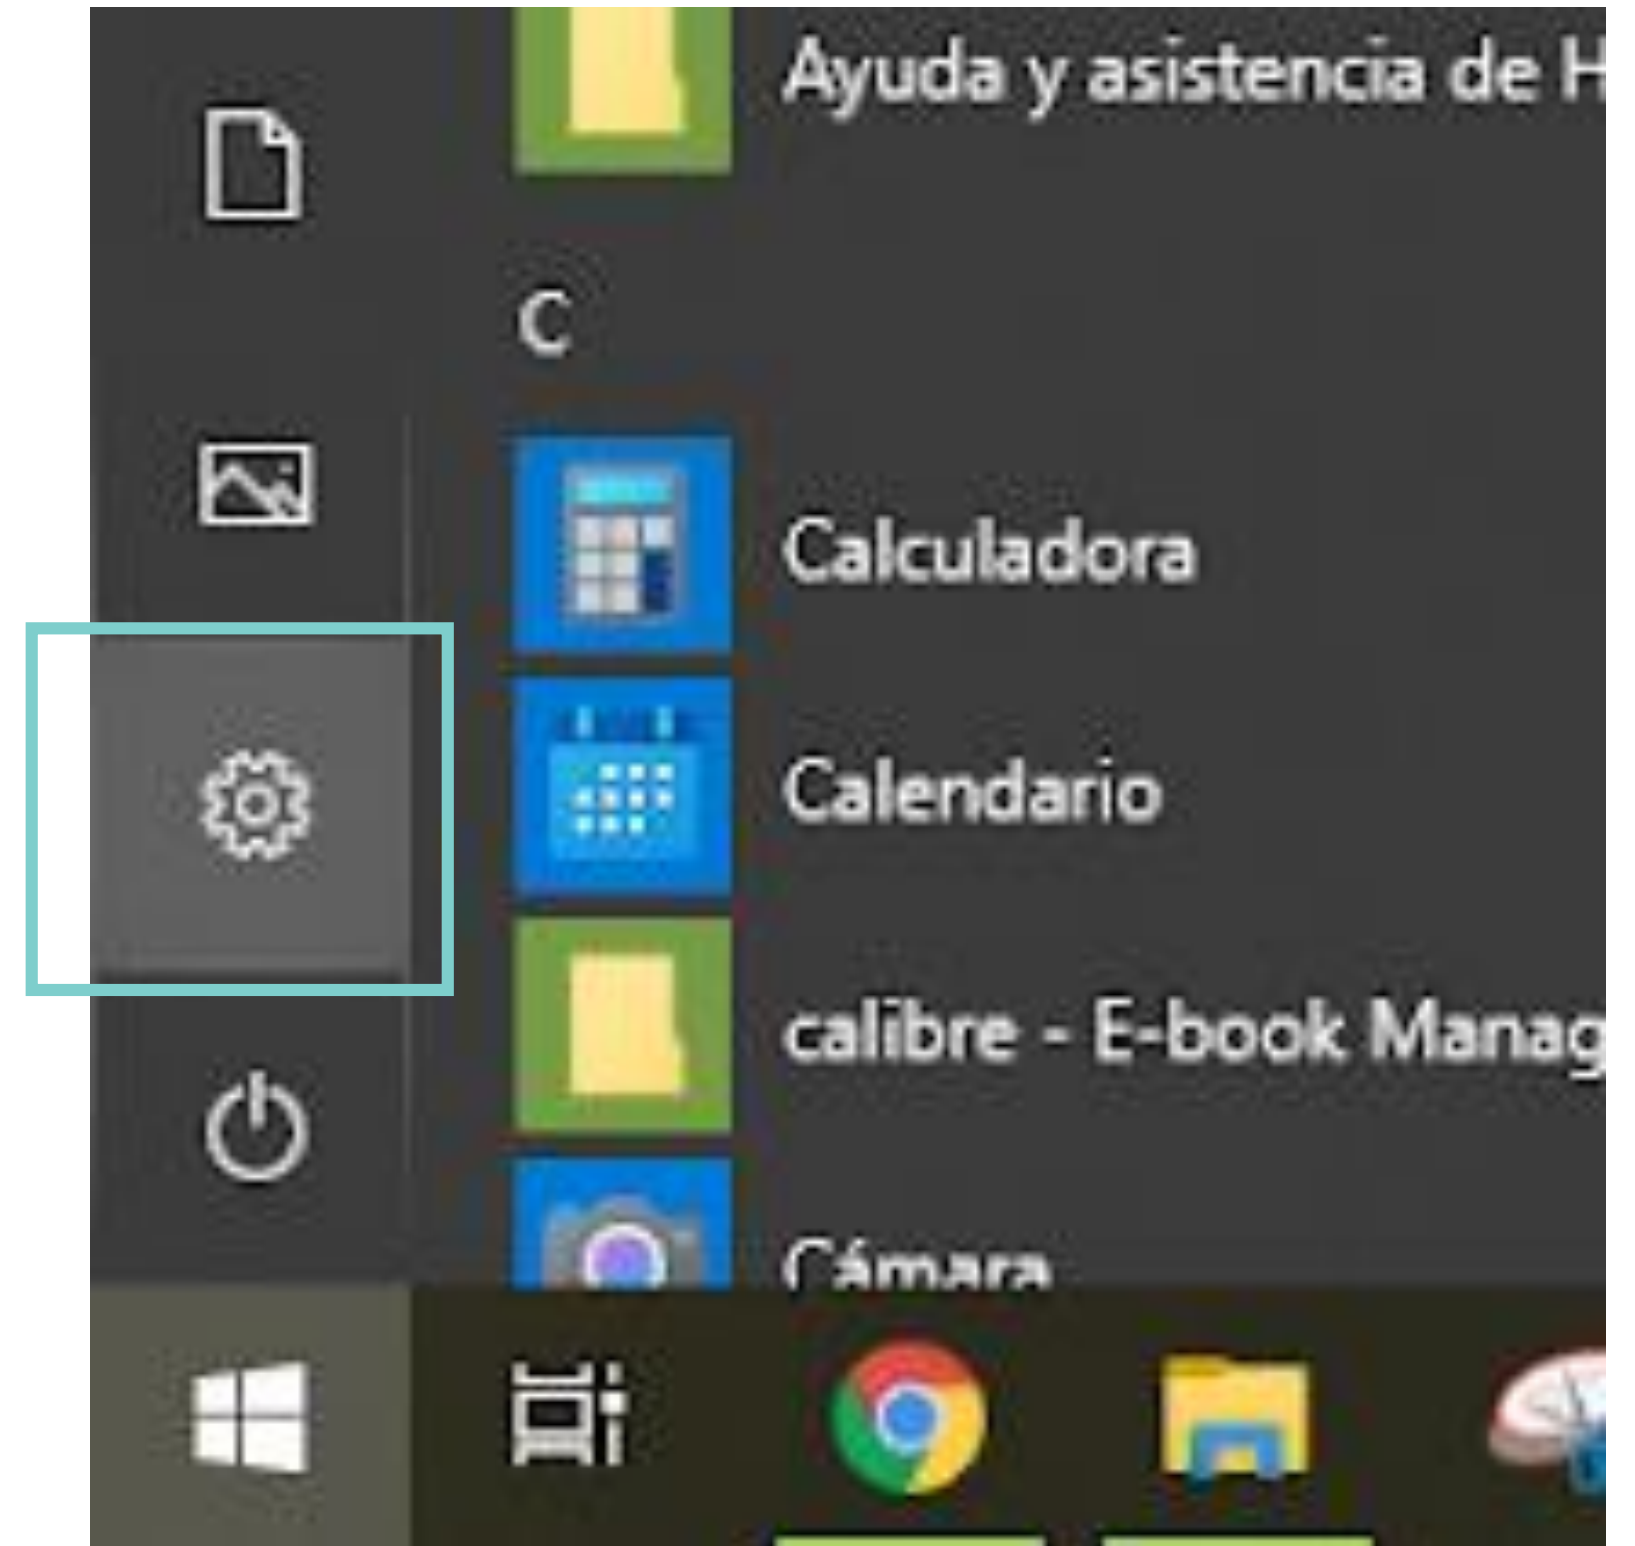 Ayuda y asistencia de H
C
Calculadora
Calendario
calibre - E-book Manag
Cámara